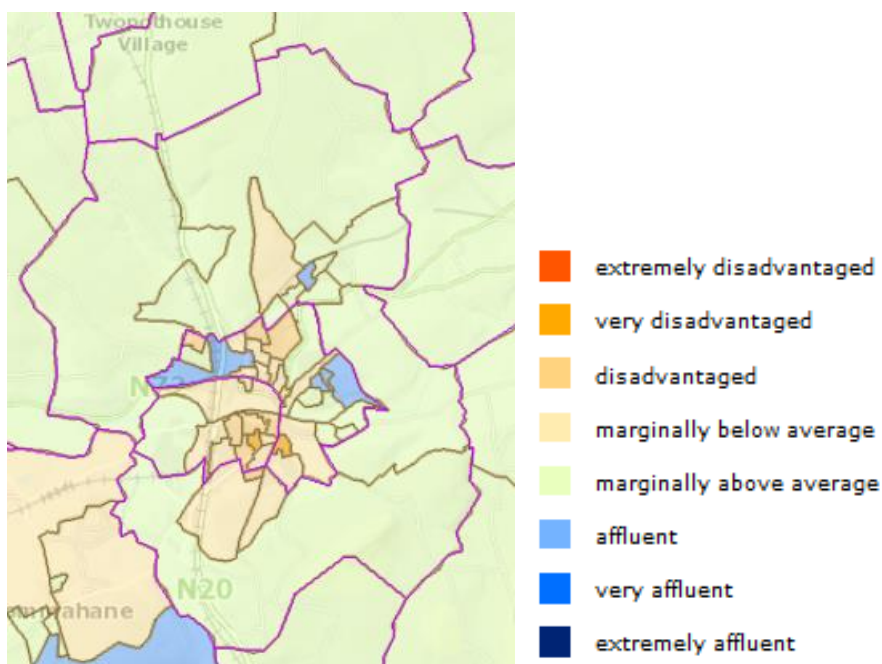 Twopothouse
Village
N72
N20
extremely disadvantaged
very disadvantaged
disadvantaged
marginally below average
marginally above average
affluent
very affluent
extremely affluent